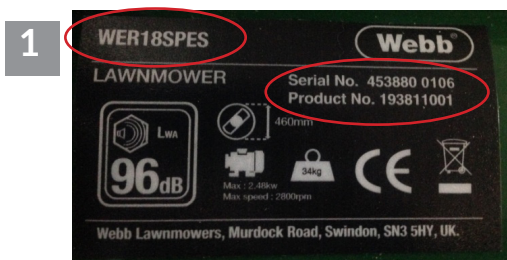 1
WER18SPES
Webb®
LAWNMOWER
Serial No. 453880 0106
Product No. 193811001
LWA
96dB
460mm
Max : 2.48kw
Max speed : 2800rpm
34kg
CE
Webb Lawnmowers, Murdock Road, Swindon, SN3 5HY, UK.